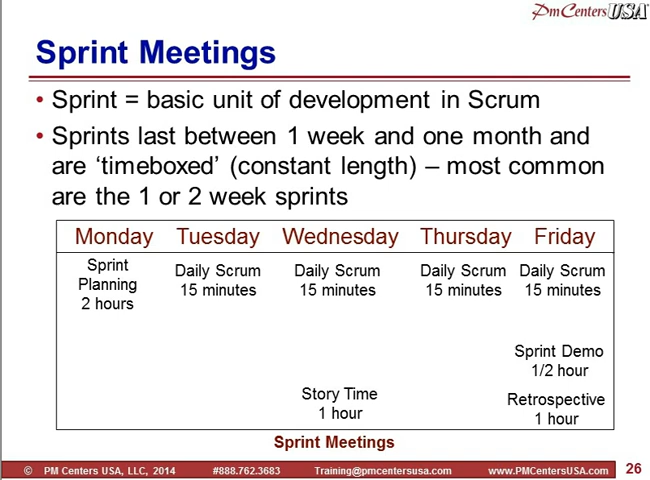 PmCentersUSA
Sprint Meetings
• Sprint = basic unit of development in Scrum
• Sprints last between 1 week and one month and
are ‘timeboxed’ (constant length) – most common
are the 1 or 2 week sprints
Monday Tuesday Wednesday Thursday Friday
Sprint
Planning
2 hours
Daily Scrum
15 minutes
Daily Scrum
15 minutes
Daily Scrum
15 minutes
Daily Scrum
15 minutes
Sprint Demo
1/2 hour
Story Time
1 hour
Retrospective
1 hour
Sprint Meetings
© PM Centers USA, LLC, 2014 #888.762.3683 Training@pmcentersusa.com www.PMCentersUSA.com 26